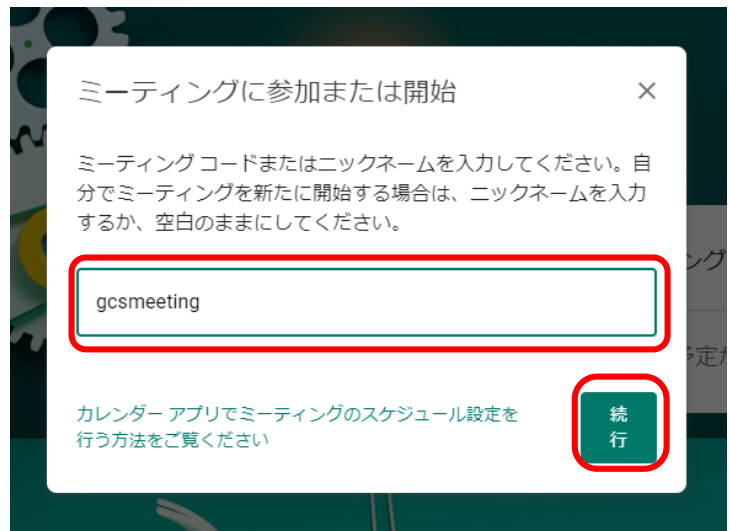 ミーティングに参加または開始
ミーティング コードまたはニックネームを入力してください。自
分でミーティングを新たに開始する場合は、ニックネームを入力
するか、空白のままにしてください。
ング
gcsmeeting
予定が
カレンダー アプリでミーティングのスケジュール設定を
行う方法をご覧ください
続
行